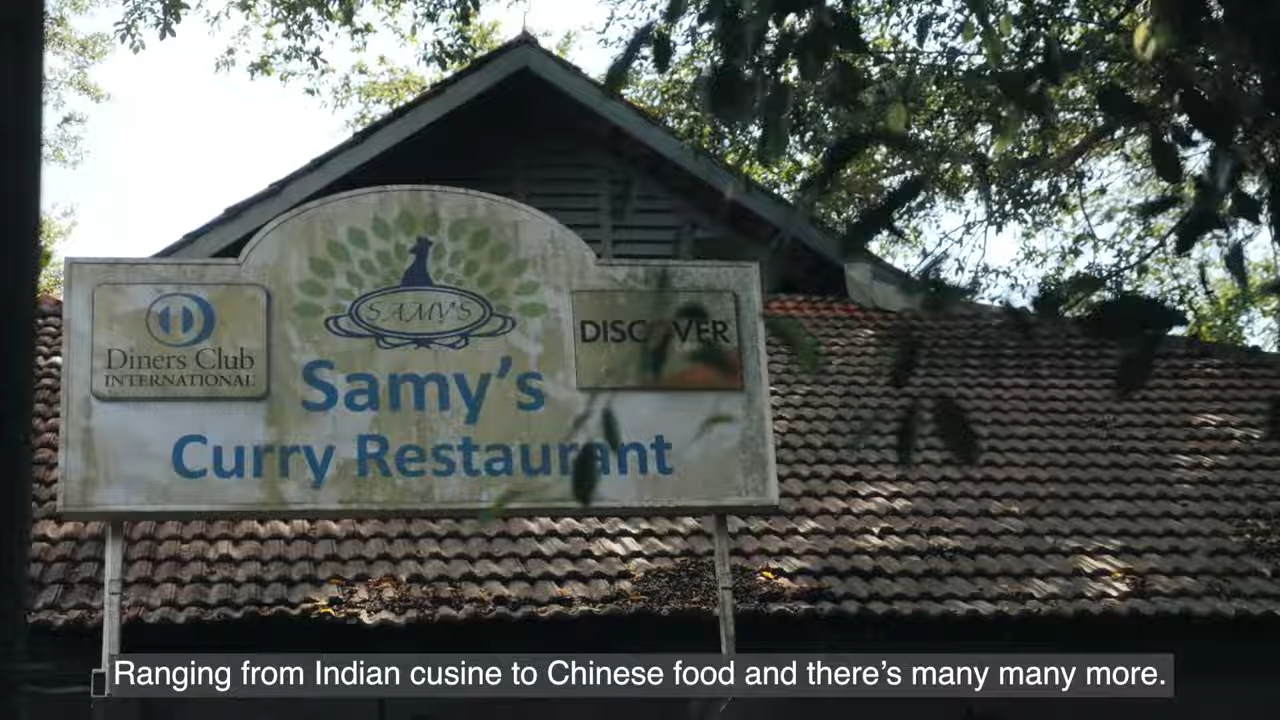 SAMY'S
Diners Club
INTERNATIONAL
DISCOVER
Samy's
Curry Restaurant
Ranging from Indian cusine to Chinese food and there's many many more.